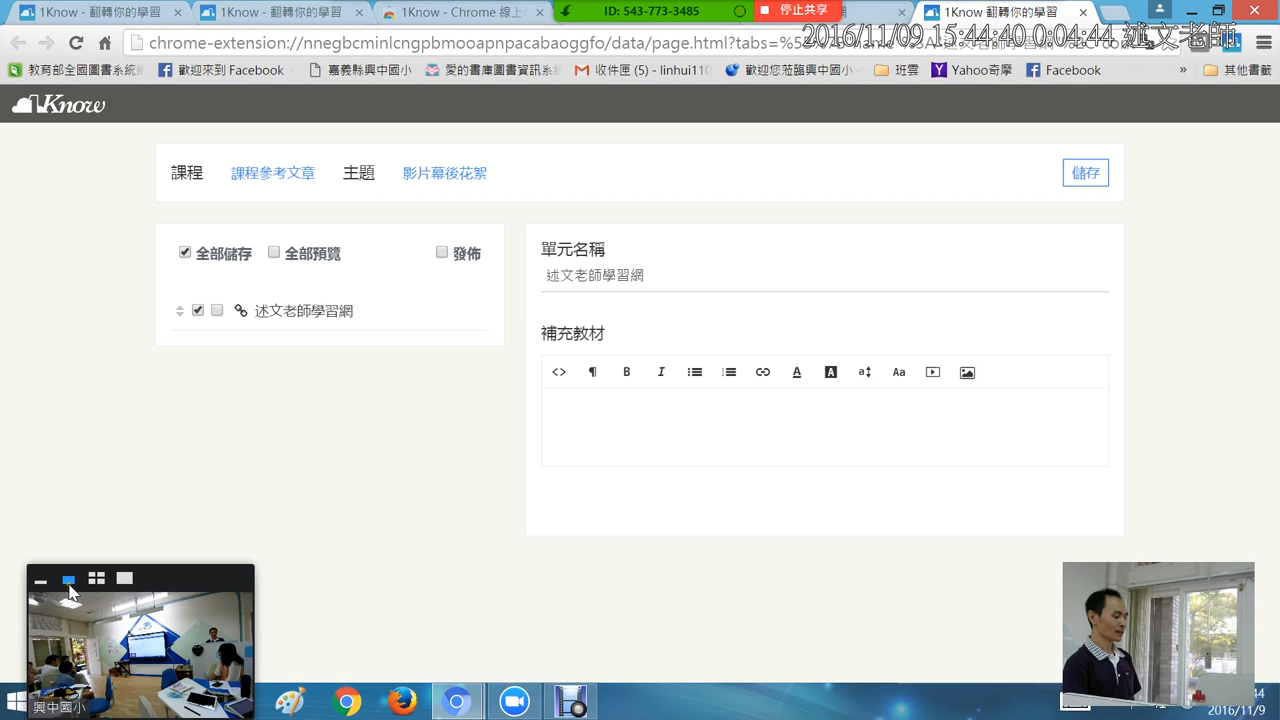 1Know - 翻轉你的學習
1Know - 翻轉你的學習
1Know - Chrome 線上
ID: 543-773-3485
停止共享
1Know 翻轉你的學習
chrome-extension://nnegbcminlcngpbmooapnpacabaoggfo/data/page.html?tabs=%5
2016/11/09 15:44:40 0:04:44 述文老師
教育部全國圖書系統
歡迎來到 Facebook
嘉義縣興中國小
愛的書庫圖書資訊系統
收件匣 (5) - linhui110
歡迎您蒞臨興中國小
班雲
Yahoo奇摩
Facebook
»
其他書籤
1Know
課程 課程參考文章 主題 影片幕後花絮 儲存
全部儲存 全部預覽 發佈
述文老師學習網
單元名稱
述文老師學習網
補充教材
<> ¶ B I A A a Aa
興中國小
2016/11/9